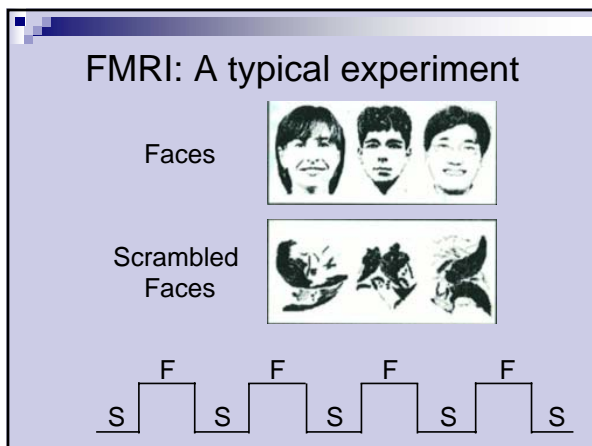 FMRI: A typical experiment
Faces
Scrambled
Faces
F F F F
S S S S S